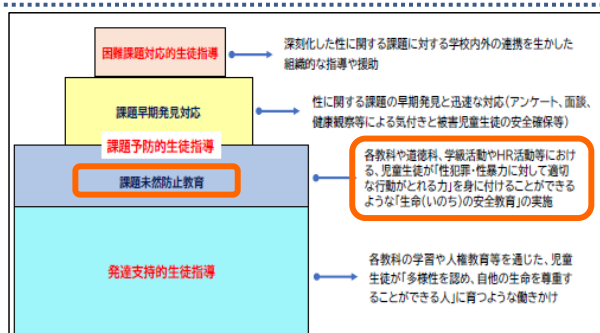 困難課題対応的生徒指導
深刻化した性に関する課題に対する学校内外の連携を生かした
組織的な指導や援助
課題早期発見対応
性に関する課題の早期発見と迅速な対応(アンケート、面談、
健康観察等による気付きと被害児童生徒の安全確保等)
課題予防的生徒指導
課題未然防止教育
各教科や道徳科、学級活動やHR活動等におけ
る、児童生徒が「性犯罪・性暴力に対して適切
な行動がとれる力」を身に付けることができる
ような「生命(いのち)の安全教育」の実施
発達支持的生徒指導
各教科の学習や人権教育等を通じた、児童
生徒が「多様性を認め、自他の生命を尊重す
ることができる人」に育つような働きかけ